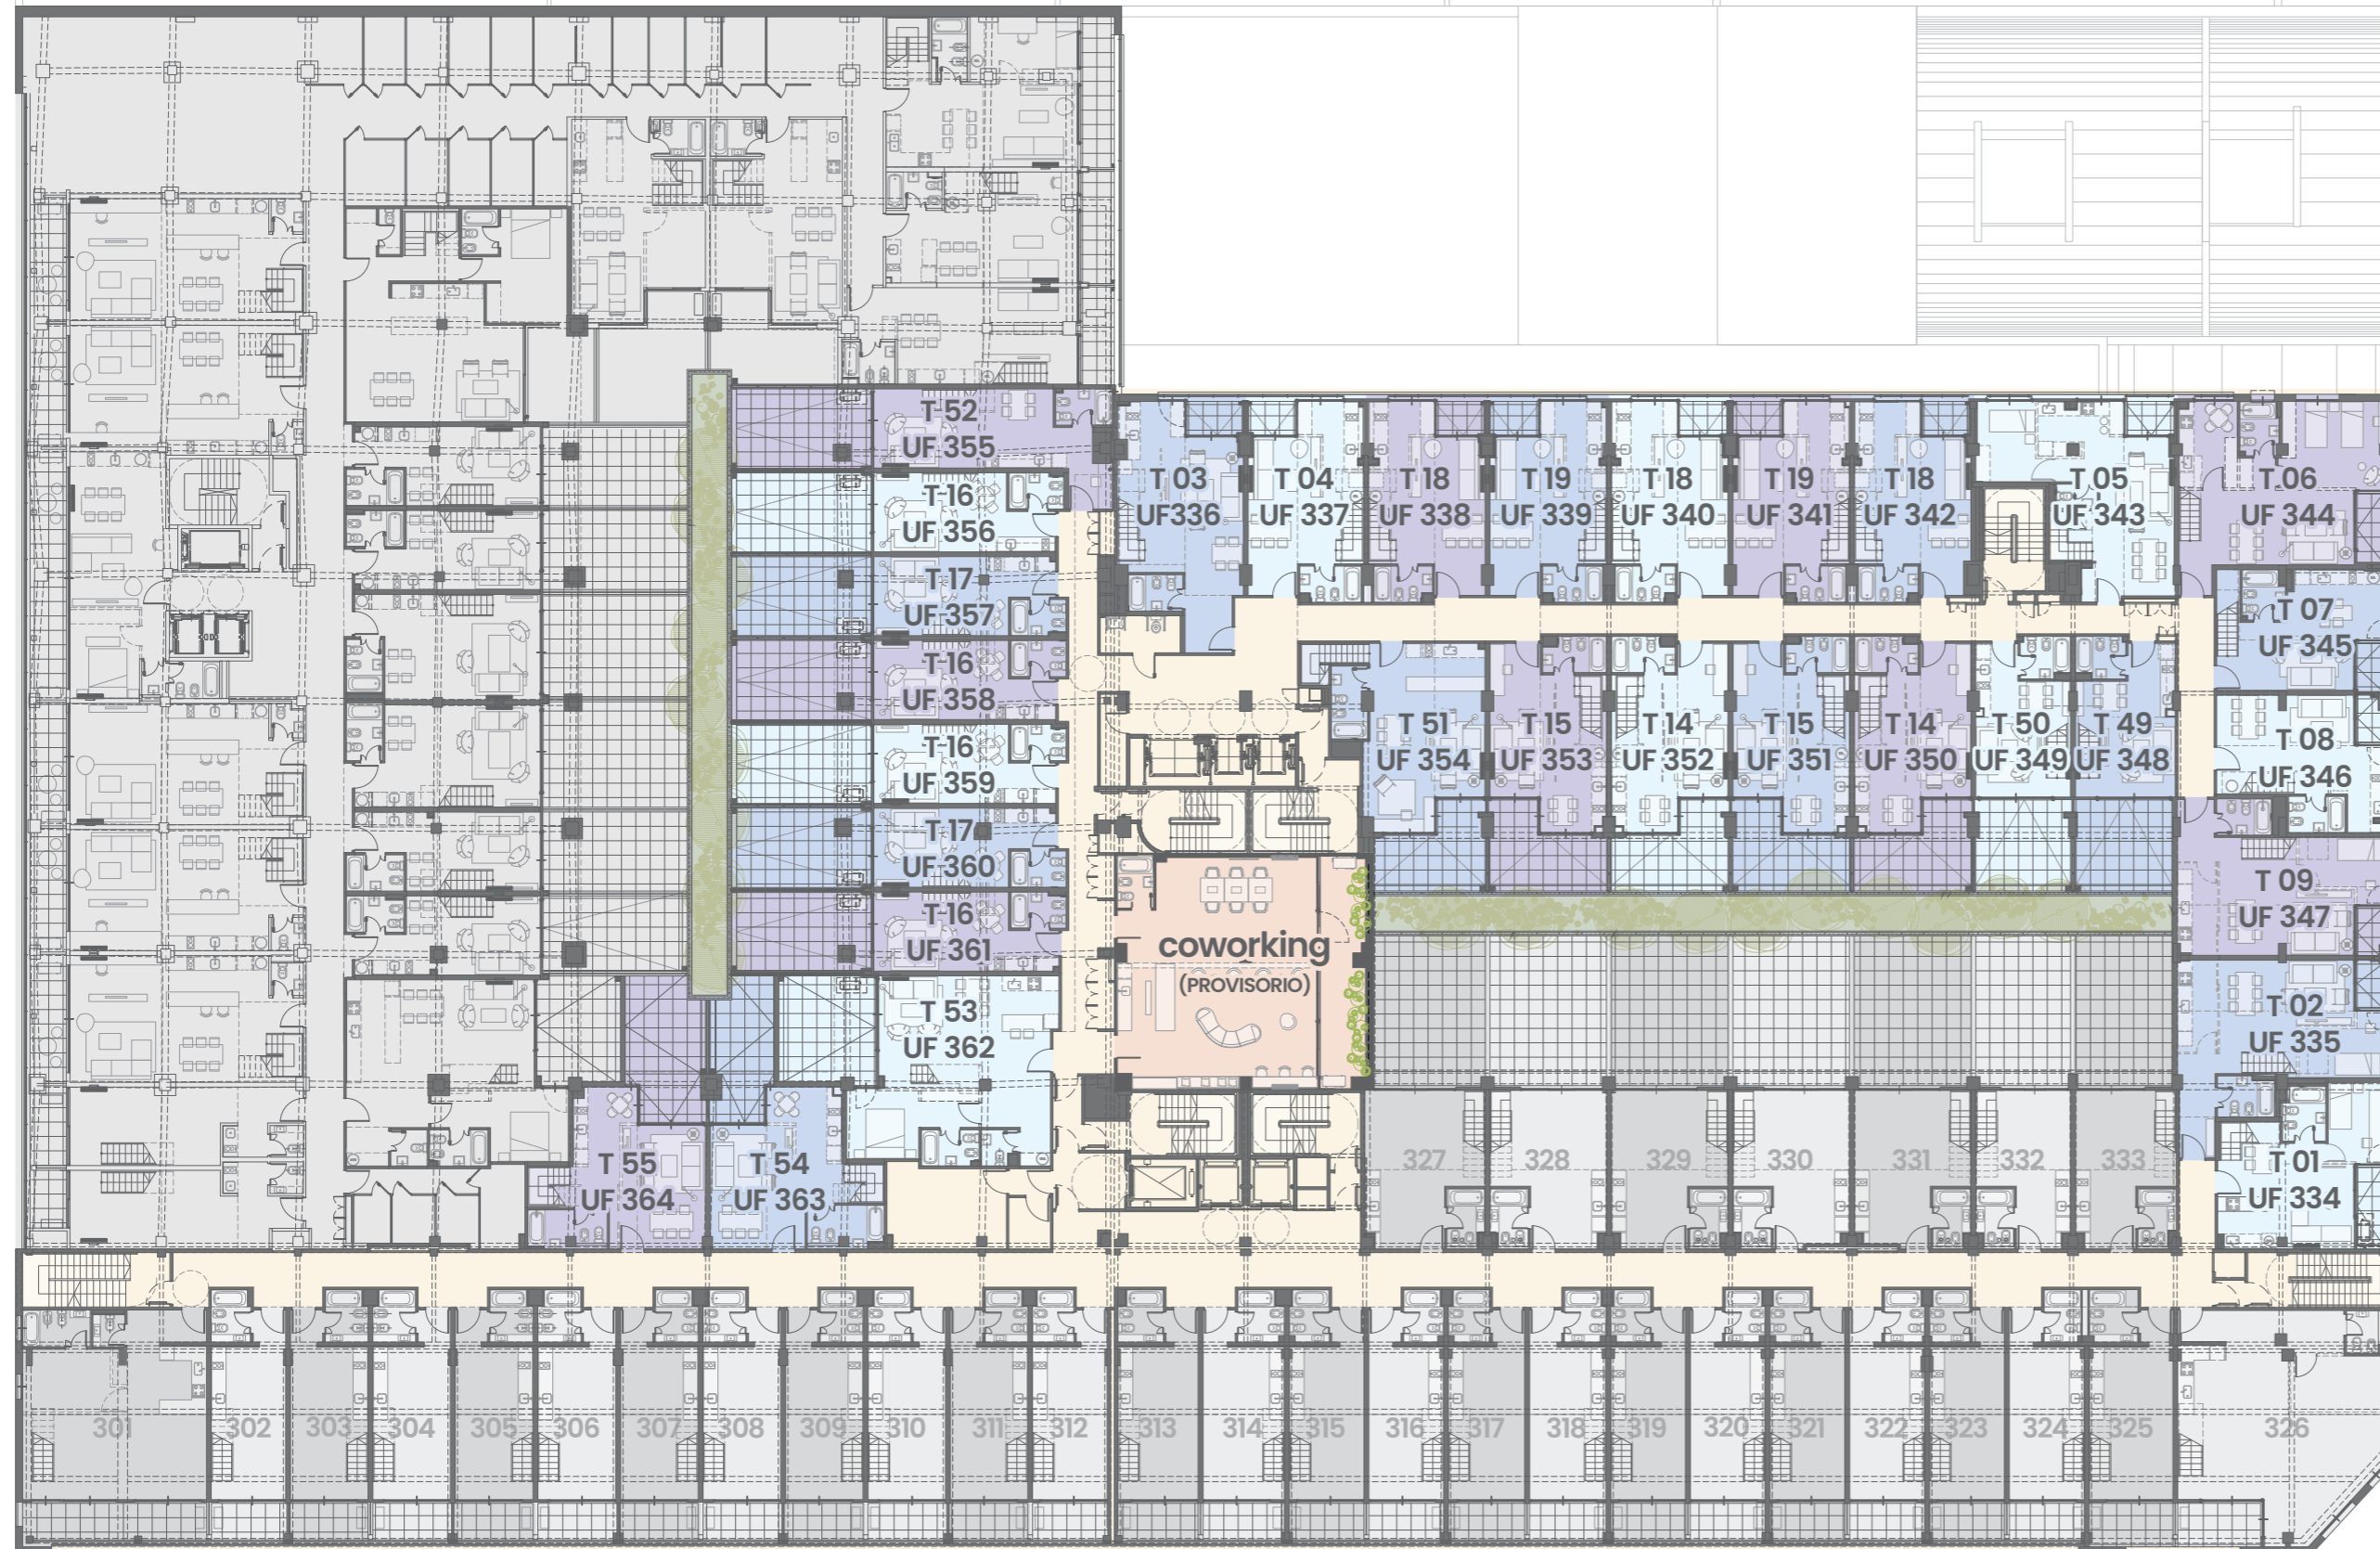 T 52
UF 355
T 16
UF 356
T 17
UF 357
T 16
UF 358
T 16
UF 359
T 17
UF 360
T 16
UF 361
T 53
UF 362
T 55
UF 364
T 54
UF 363
T 03
UF336
T 04
UF 337
T 18
UF 338
T 19
UF 339
T 18
UF 340
T 19
UF 341
T 18
UF 342
T 05
UF 343
T 06
UF 344
T 07
UF 345
T 08
UF 346
T 51
UF 354
T 15
UF 353
T 14
UF 352
T 15
UF 351
T 14
UF 350
T 50
UF 349
T 49
UF 348
T 09
UF 347
T 02
UF 335
T 01
UF 334
coworking
(PROVISORIO)
327
328
329
330
331
332
333
301
302
303
304
305
306
307
308
309
310
311
312
313
314
315
316
317
318
319
320
321
322
323
324
325
326